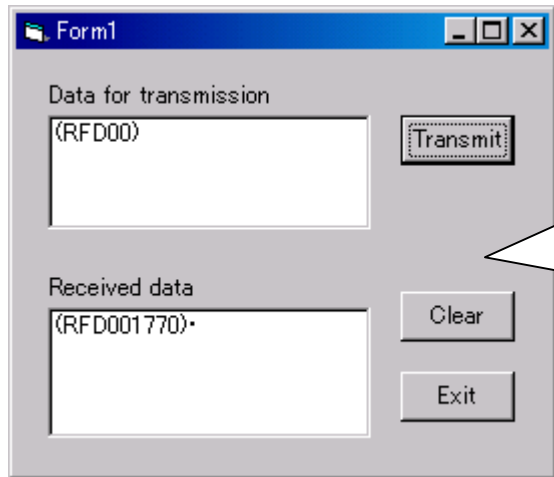 Form1
Data for transmission
(RFD00)
Transmit
Received data
(RFD001770)･
Clear
Exit